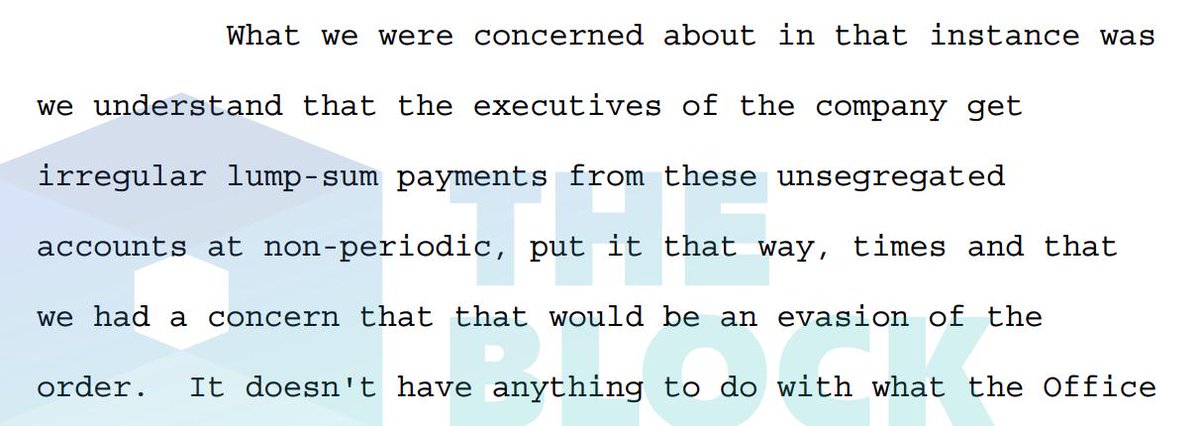 What we were concerned about in that instance was
we understand that the executives of the company get
irregular lump-sum payments from these unsegregated
accounts at non-periodic, put it that way, times and that
we had a concern that that would be an evasion of the
order.  It doesn't have anything to do with what the Office
THE
BLOCK